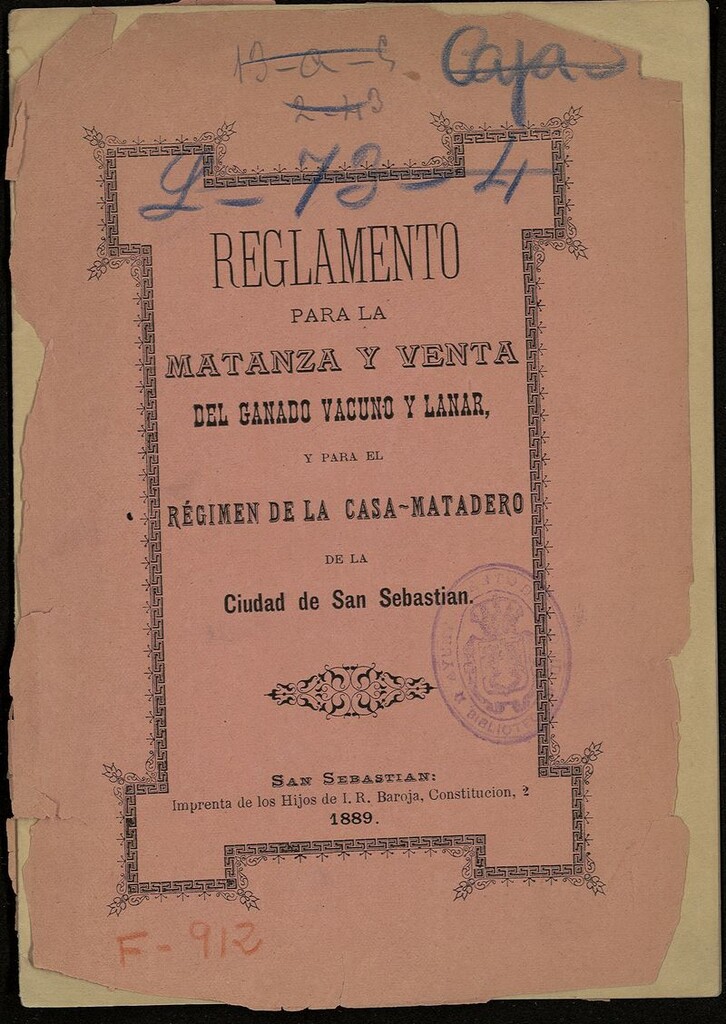 Caja
L-73-4
REGLAMENTO
PARA LA
MATANZA Y VENTA
DEL GANADO VACUNO Y LANAR,
Y PARA EL
RÉGIMEN DE LA CASA-MATADERO
DE LA
Ciudad de San Sebastian.
SAN SEBASTIAN:
Imprenta de los Hijos de I. R. Baroja, Constitucion, 2
1889.
F-912